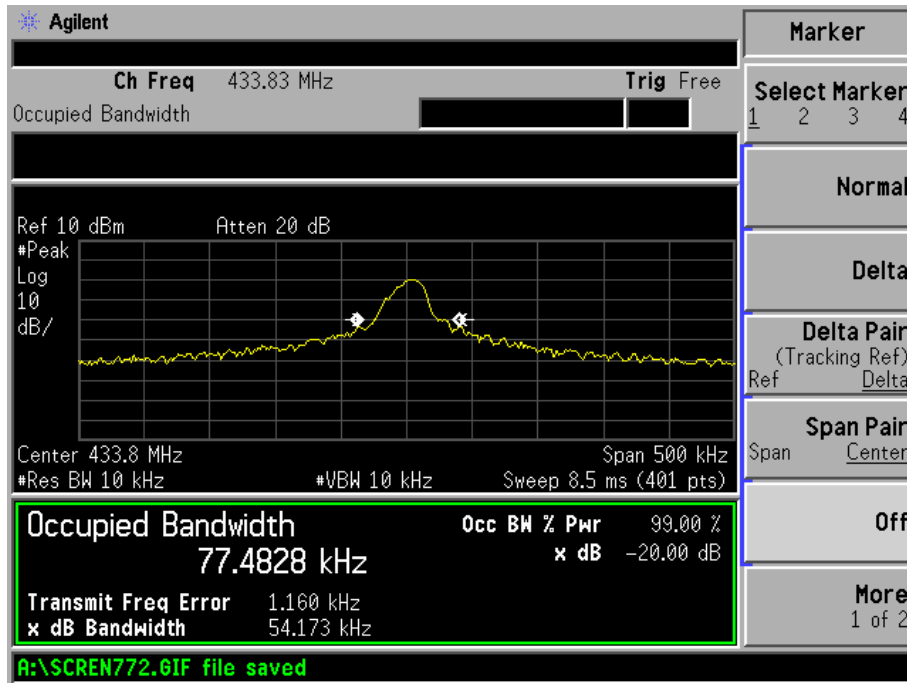 Agilent
Marker
Ch Freq 433.83 MHz Trig Free
Occupied Bandwidth
Select Marker
1 2 3 4
Normal
Ref 10 dBm Atten 20 dB
#Peak
Log
10
dB/
Delta
Delta Pair
(Tracking Ref)
Ref Delta
Span Pair
Span Center
Center 433.8 MHz Span 500 kHz
#Res BW 10 kHz #VBW 10 kHz Sweep 8.5 ms (401 pts)
Off
Occupied Bandwidth Occ BW % Pwr 99.00 %
77.4828 kHz x dB -20.00 dB
Transmit Freq Error 1.160 kHz
x dB Bandwidth 54.173 kHz
More
1 of 2
A:\SCREN772.GIF file saved